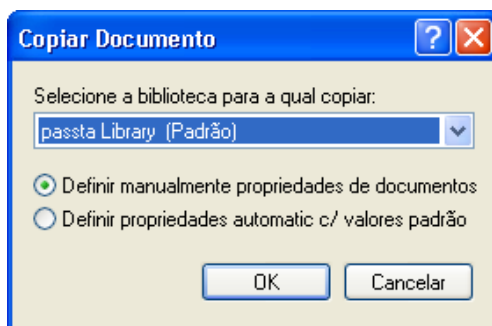 Copiar Documento
Selecione a biblioteca para a qual copiar:
passta Library (Padrão)
Definir manualmente propriedades de documentos
Definir propriedades automatic c/ valores padrão
OK Cancelar